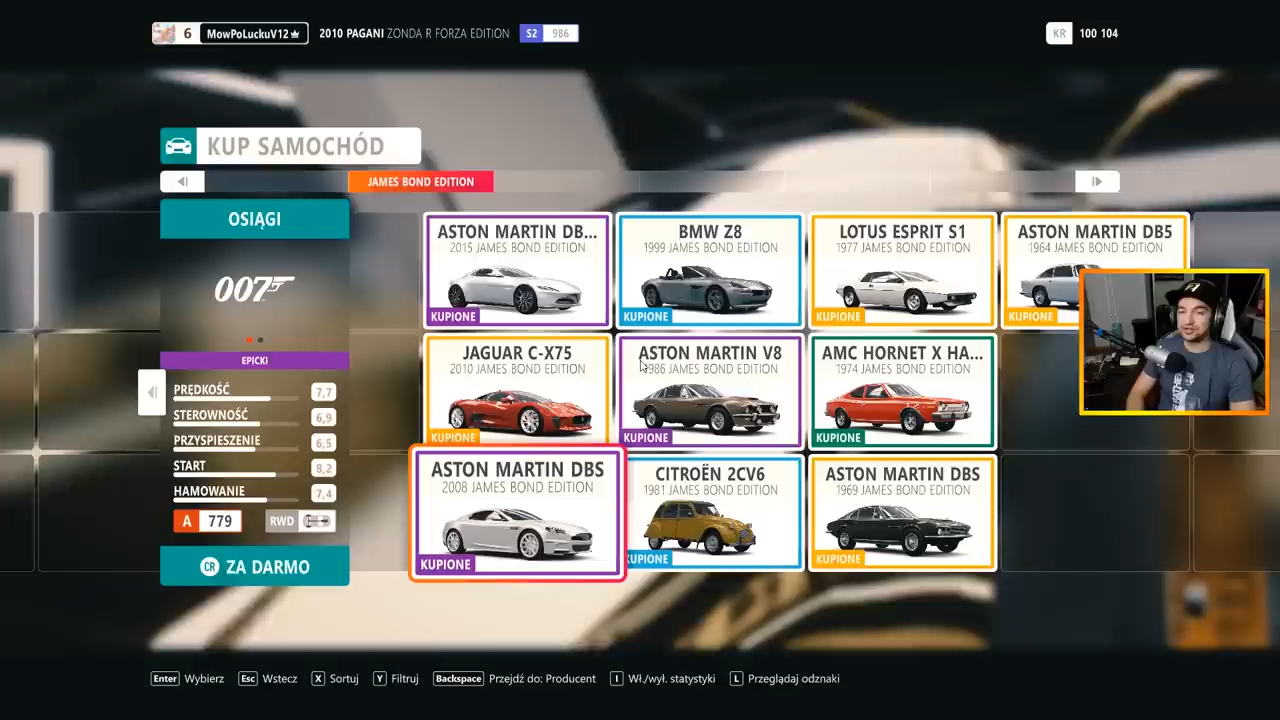 6 MowPoLuckuV12 2010 PAGANI ZONDA R FORZA EDITION S2 986
KR 100 104
KUP SAMOCHÓD
JAMES BOND EDITION
OSIĄGI
007
EPICKI
PRĘDKOŚĆ 7,7
STEROWNOŚĆ 6,9
PRZYSPIESZENIE 6,5
START 8,2
HAMOWANIE 7,4
A 779 RWD
CR ZA DARMO
ASTON MARTIN DB...
2015 JAMES BOND EDITION
KUPIONE
BMW Z8
1999 JAMES BOND EDITION
KUPIONE
LOTUS ESPRIT S1
1977 JAMES BOND EDITION
KUPIONE
ASTON MARTIN DB5
1964 JAMES BOND EDITION
KUPIONE
JAGUAR C-X75
2010 JAMES BOND EDITION
KUPIONE
ASTON MARTIN V8
1986 JAMES BOND EDITION
KUPIONE
AMC HORNET X HA...
1974 JAMES BOND EDITION
KUPIONE
ASTON MARTIN DBS
2008 JAMES BOND EDITION
KUPIONE
CITROËN 2CV6
1981 JAMES BOND EDITION
KUPIONE
ASTON MARTIN DBS
1969 JAMES BOND EDITION
KUPIONE
Enter Wybierz Esc Wstecz X Sortuj Y Filtruj Backspace Przejdź do: Producent I Wł./wył. statystyki L Przeglądaj odznaki